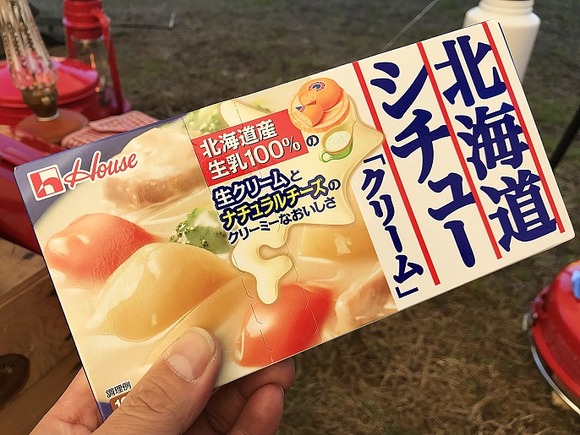 House
北海道産
生乳100%の
生クリームと
ナチュラルチーズの
クリーミーなおいしさ
北海道
シチュー
「クリーム」
調理例